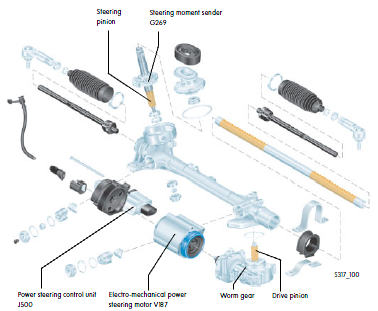 Steering
pinion
Steering moment sender
G269
S317_100
Power steering control unit
J500
Electro-mechanical power
steering motor V187
Worm gear
Drive pinion